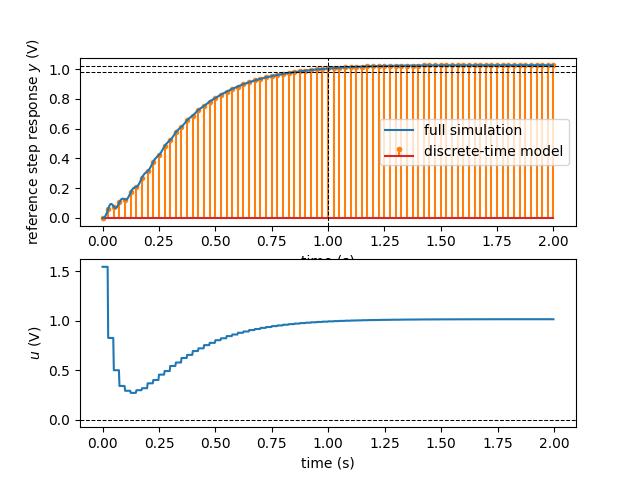 reference step response y (V)
1.0
0.8
0.6
0.4
0.2
0.0
full simulation
discrete-time model
0.00 0.25 0.50 0.75 1.00 1.25 1.50 1.75 2.00
time (s)
u (V)
1.5
1.0
0.5
0.0
0.00 0.25 0.50 0.75 1.00 1.25 1.50 1.75 2.00
time (s)